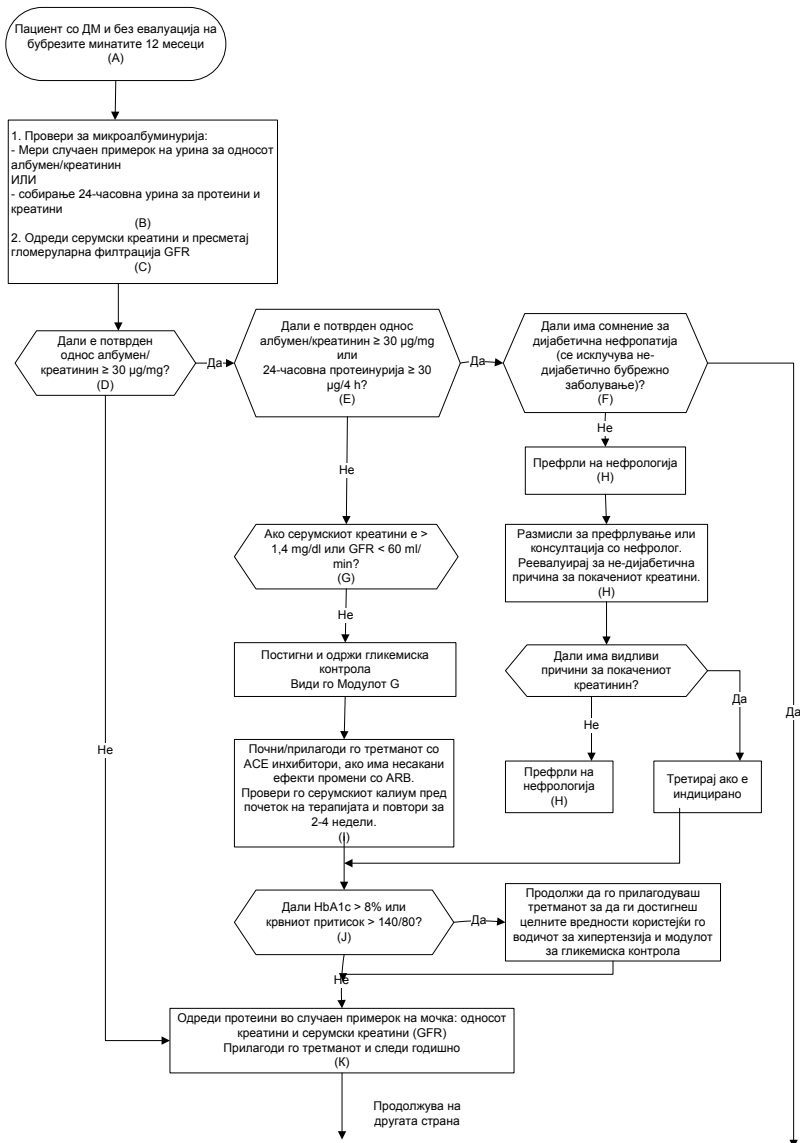 Пациент со ДМ и без евалуација на
бубрезите минатите 12 месеци
(A)
1. Провери за микроалбуминурија:
- Мери случаен примерок на урина за односот
албумен/креатинин
ИЛИ
- собирање 24-часовна урина за протеини и
креатини
(B)
2. Одреди серумски креатини и пресметај
гломеруларна филтрација GFR
(C)
Дали е потврден
однос албумен/
креатинин ≥ 30 μg/mg?
(D)
Да
Дали е потврден однос
албумен/креатинин ≥ 30 μg/mg
или
24-часовна протеинурија ≥ 30
μg/4 h?
(E)
Да
Дали има сомнение за
дијабетична нефропатија
(се исклучува не-
дијабетично бубрежно
заболување)?
(F)
Не
Не
Префрли на нефрологија
(H)
Ако серумскиот креатини е >
1,4 mg/dl или GFR < 60 ml/
min?
(G)
Размисли за префрлување или
консултација со нефролог.
Реевалуирај за не-дијабетична
причина за покачениот креатини.
(H)
Не
Постигни и одржи гликемиска
контрола
Види го Модулот G
Дали има видливи
причини за покачениот
креатинин?
Да
Да
Не
Не
Почни/прилагоди го третманот со
ACE инхибитори, ако има несакани
ефекти промени со ARB.
Провери го серумскиот калиум пред
почеток на терапијата и повтори за
2-4 недели.
(I)
Префрли на
нефрологија
(H)
Третирај ако е
индицирано
Дали HbA1c > 8% или
крвниот притисок > 140/80?
(J)
Да
Продолжи да го прилагодуваш
третманот за да ги достигнеш
целните вредности користејќи го
водичот за хипертензија и модулот
за гликемиска контрола
Не
Одреди протеини во случаен примерок на мочка: односот
креатини и серумски креатини (GFR)
Прилагоди го третманот и следи годишно
(К)
Продолжува на
другата страна